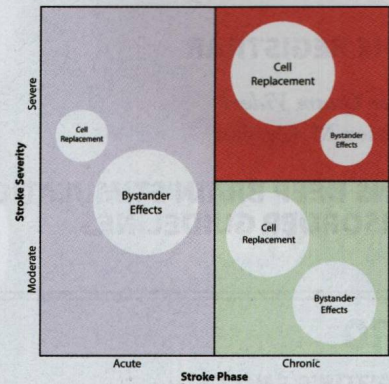 Stroke Severity
Severe
Moderate
Cell
Replacement
Bystander
Effects
Cell
Replacement
Bystander
Effects
Cell
Replacement
Bystander
Effects
Acute
Chronic
Stroke Phase